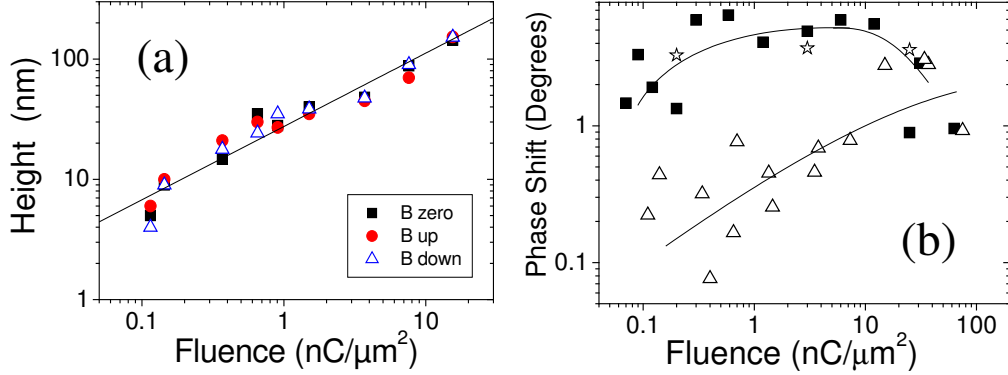 (a)
Height (nm)
100
10
1
B zero
B up
B down
0.1
1
10
Fluence (nC/μm²)
(b)
Phase Shift (Degrees)
1
0.1
0.1
1
10
100
Fluence (nC/μm²)